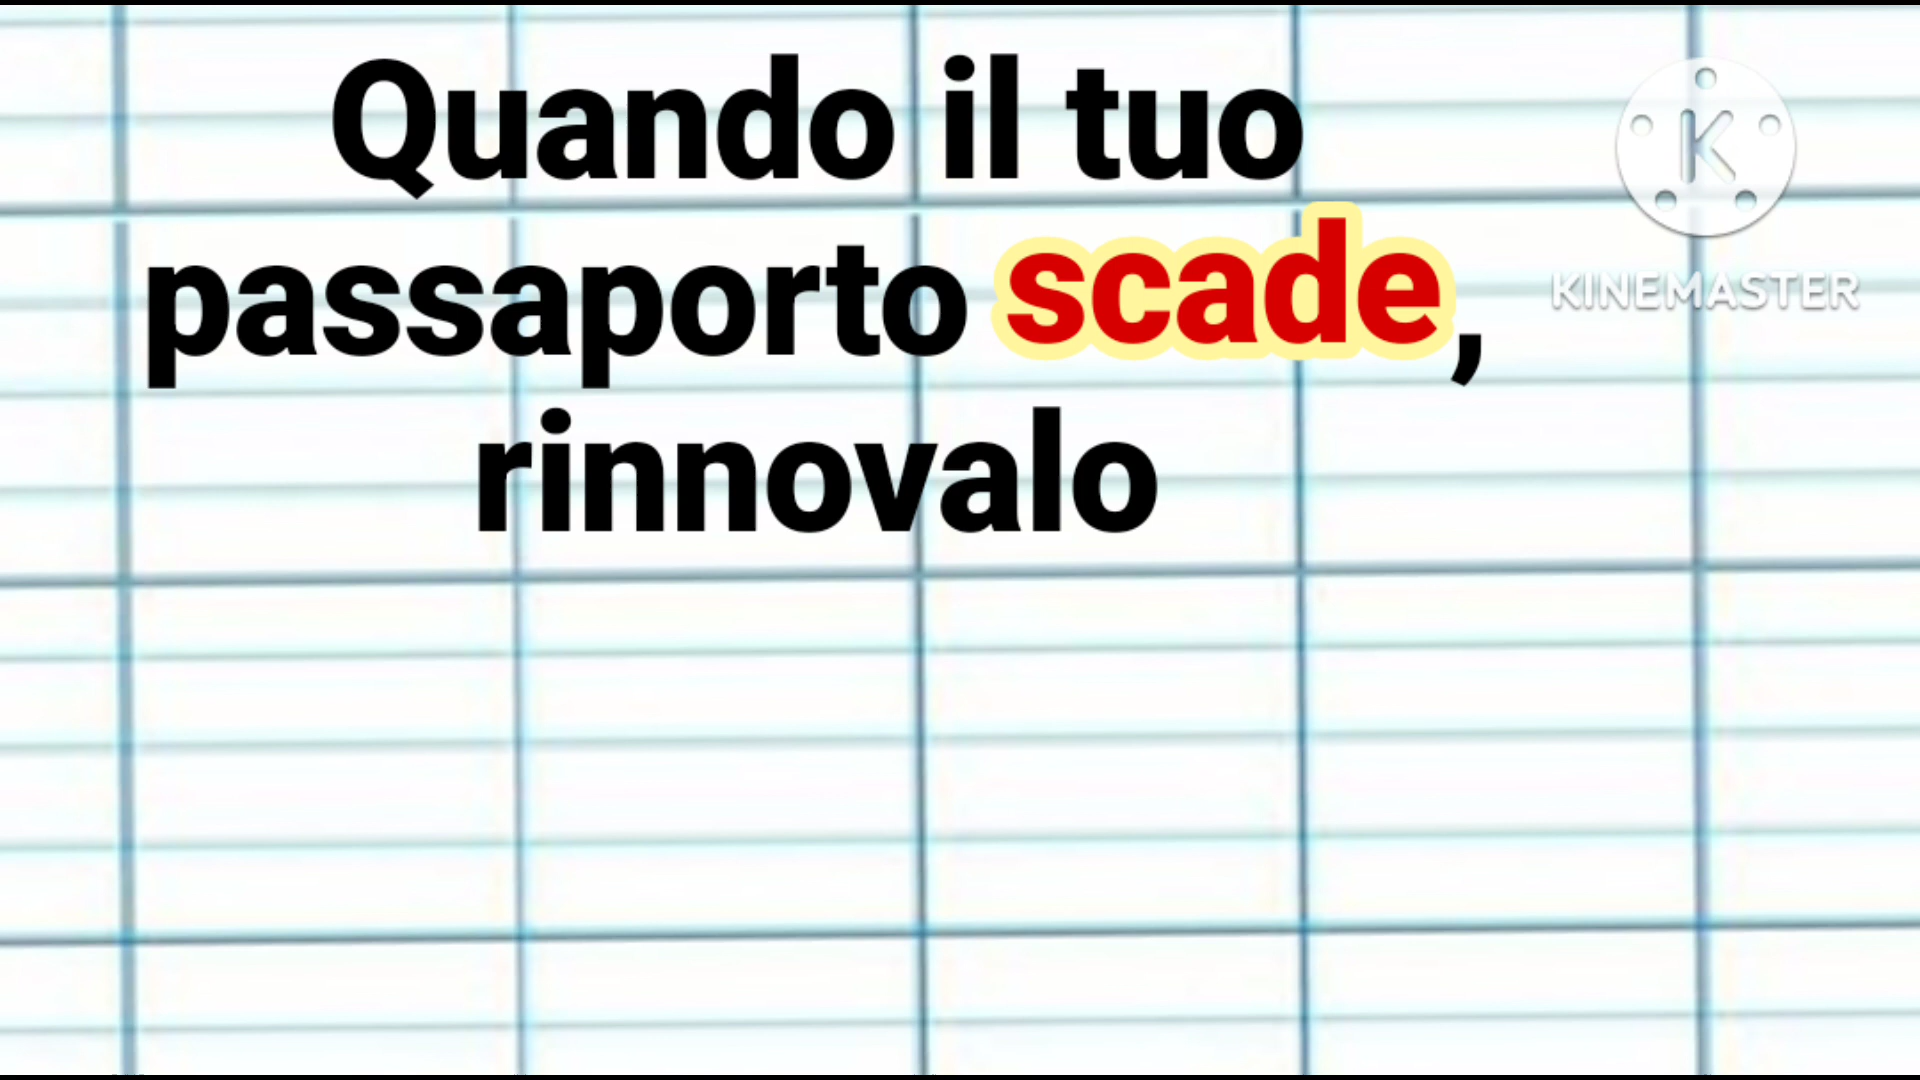 Quando il tuo
passaporto scade,
rinnovalo
K
KINEMASTER